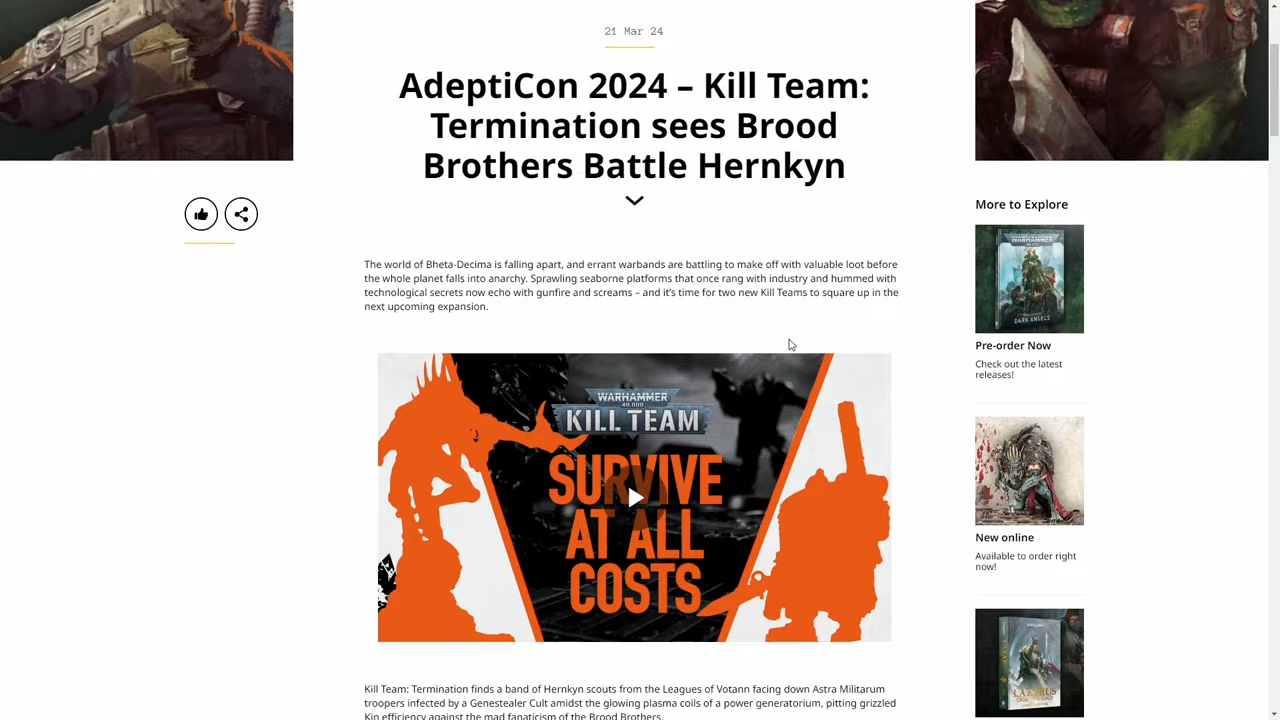 21 Mar 24
AdeptiCon 2024 – Kill Team:
Termination sees Brood
Brothers Battle Hernkyn
The world of Bheta-Decima is falling apart, and errant warbands are battling to make off with valuable loot before
the whole planet falls into anarchy. Sprawling seaborne platforms that once rang with industry and hummed with
technological secrets now echo with gunfire and screams – and it's time for two new Kill Teams to square up in the
next upcoming expansion.
WARHAMMER
40,000
KILL TEAM
SURVIVE
AT ALL
COSTS
Kill Team: Termination finds a band of Hernkyn scouts from the Leagues of Votann facing down Astra Militarum
troopers infected by a Genestealer Cult amidst the glowing plasma coils of a power generatorium, pitting grizzled
Kin efficiency against the mad fanaticism of the Brood Brothers.
More to Explore
WARHAMMER
DARK ANGELS
Pre-order Now
Check out the latest
releases!
New online
Available to order right
now!
LAZARUS